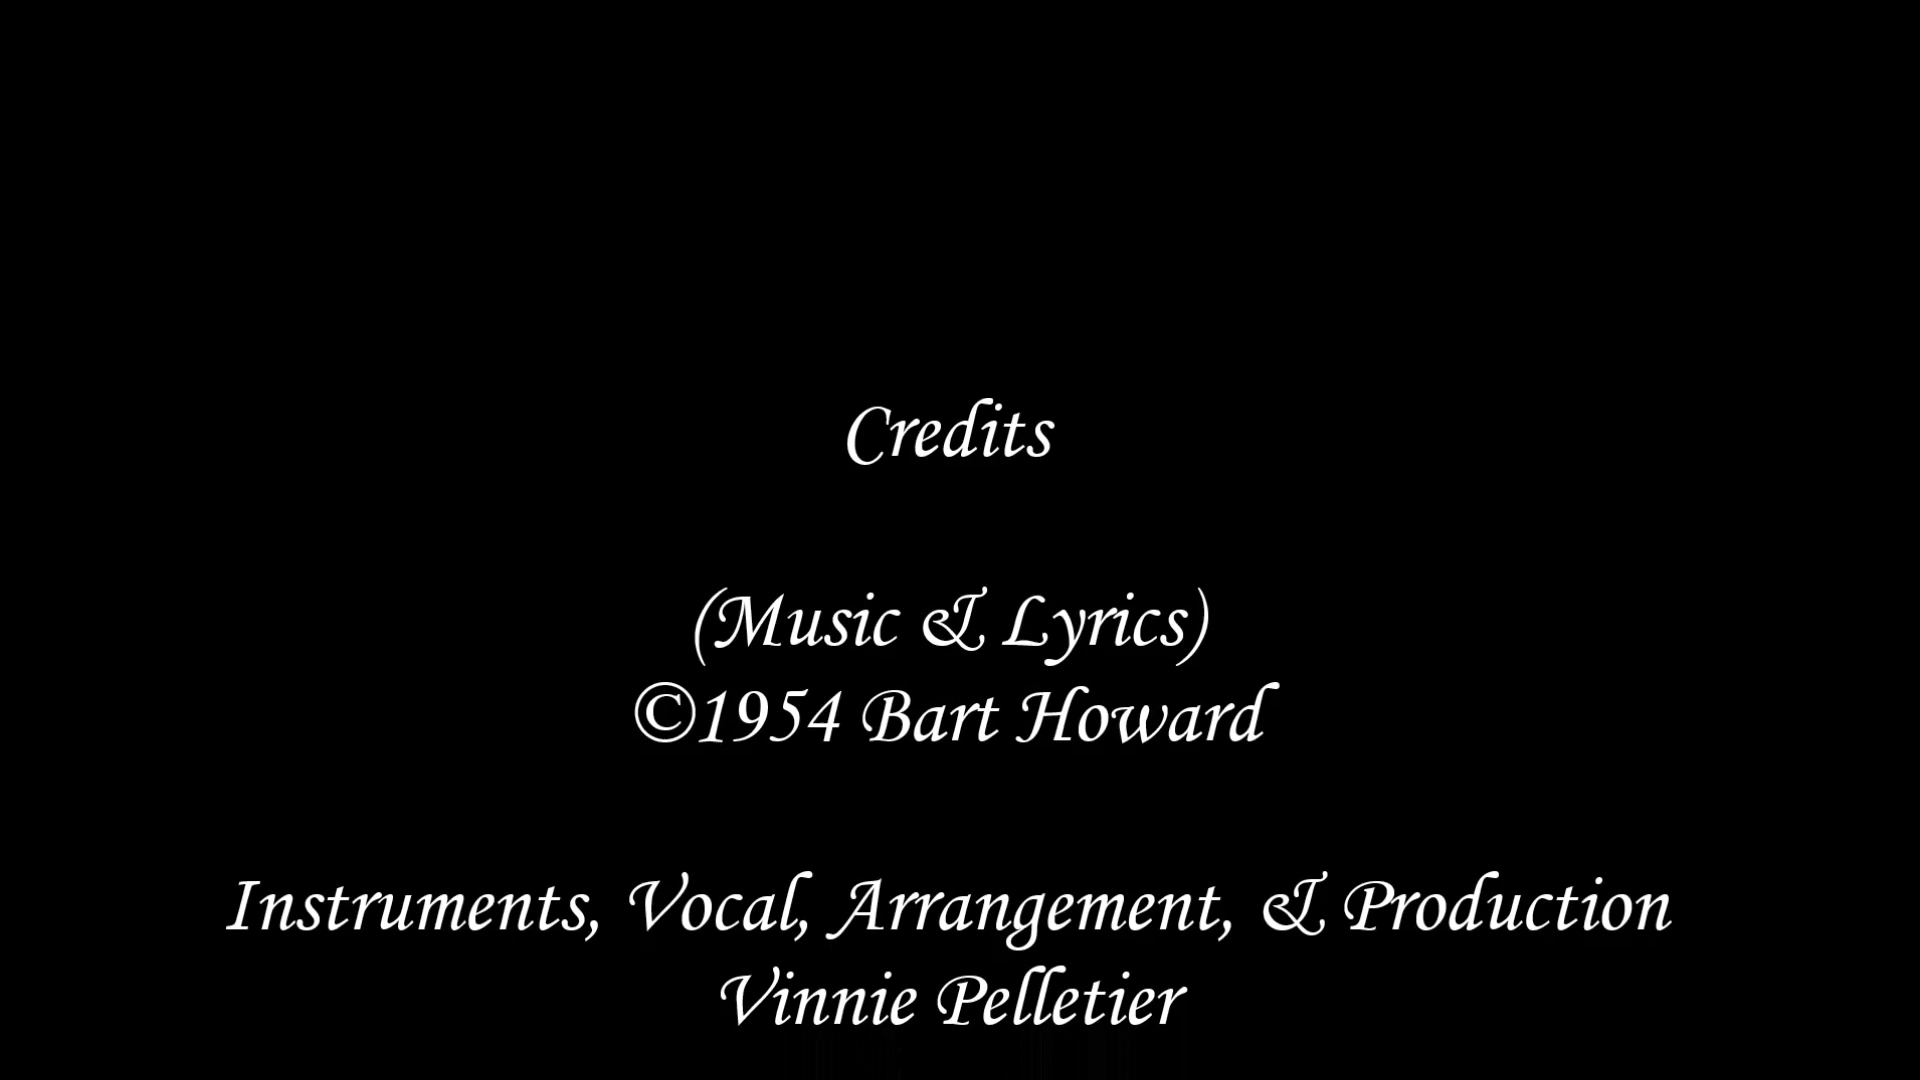 Credits
(Music & Lyrics)
©1954 Bart Howard
Instruments, Vocal, Arrangement, & Production
Vinnie Pelletier